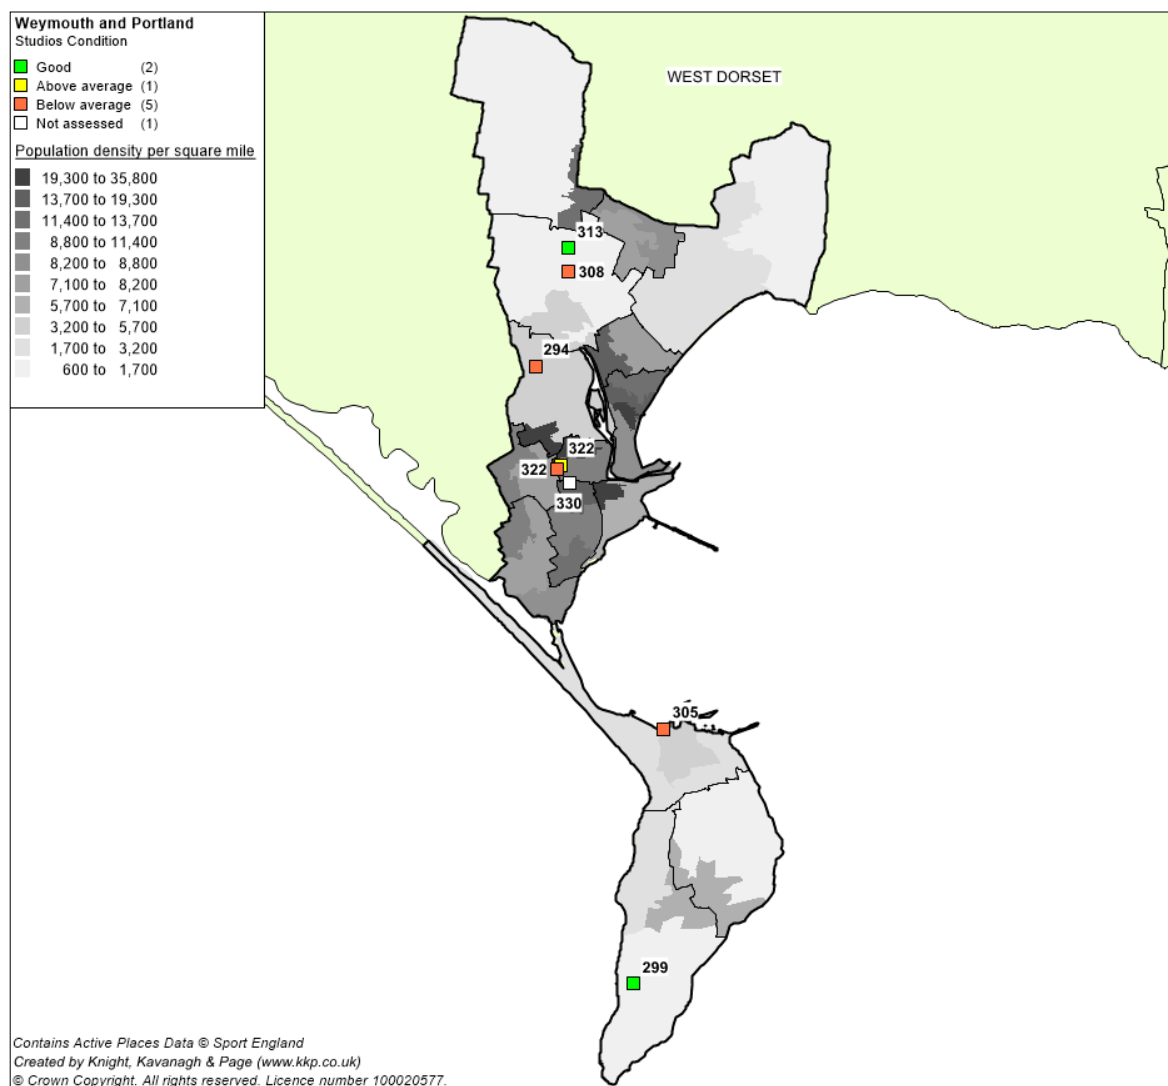 Weymouth and Portland
Studios Condition
Good (2)
Above average (1)
Below average (5)
Not assessed (1)
Population density per square mile
19,300 to 35,800
13,700 to 19,300
11,400 to 13,700
8,800 to 11,400
8,200 to 8,800
7,100 to 8,200
5,700 to 7,100
3,200 to 5,700
1,700 to 3,200
600 to 1,700
WEST DORSET
313
308
294
322
322
330
305
299
Contains Active Places Data © Sport England
Created by Knight, Kavanagh & Page (www.kkp.co.uk)
© Crown Copyright. All rights reserved. Licence number 100020577.